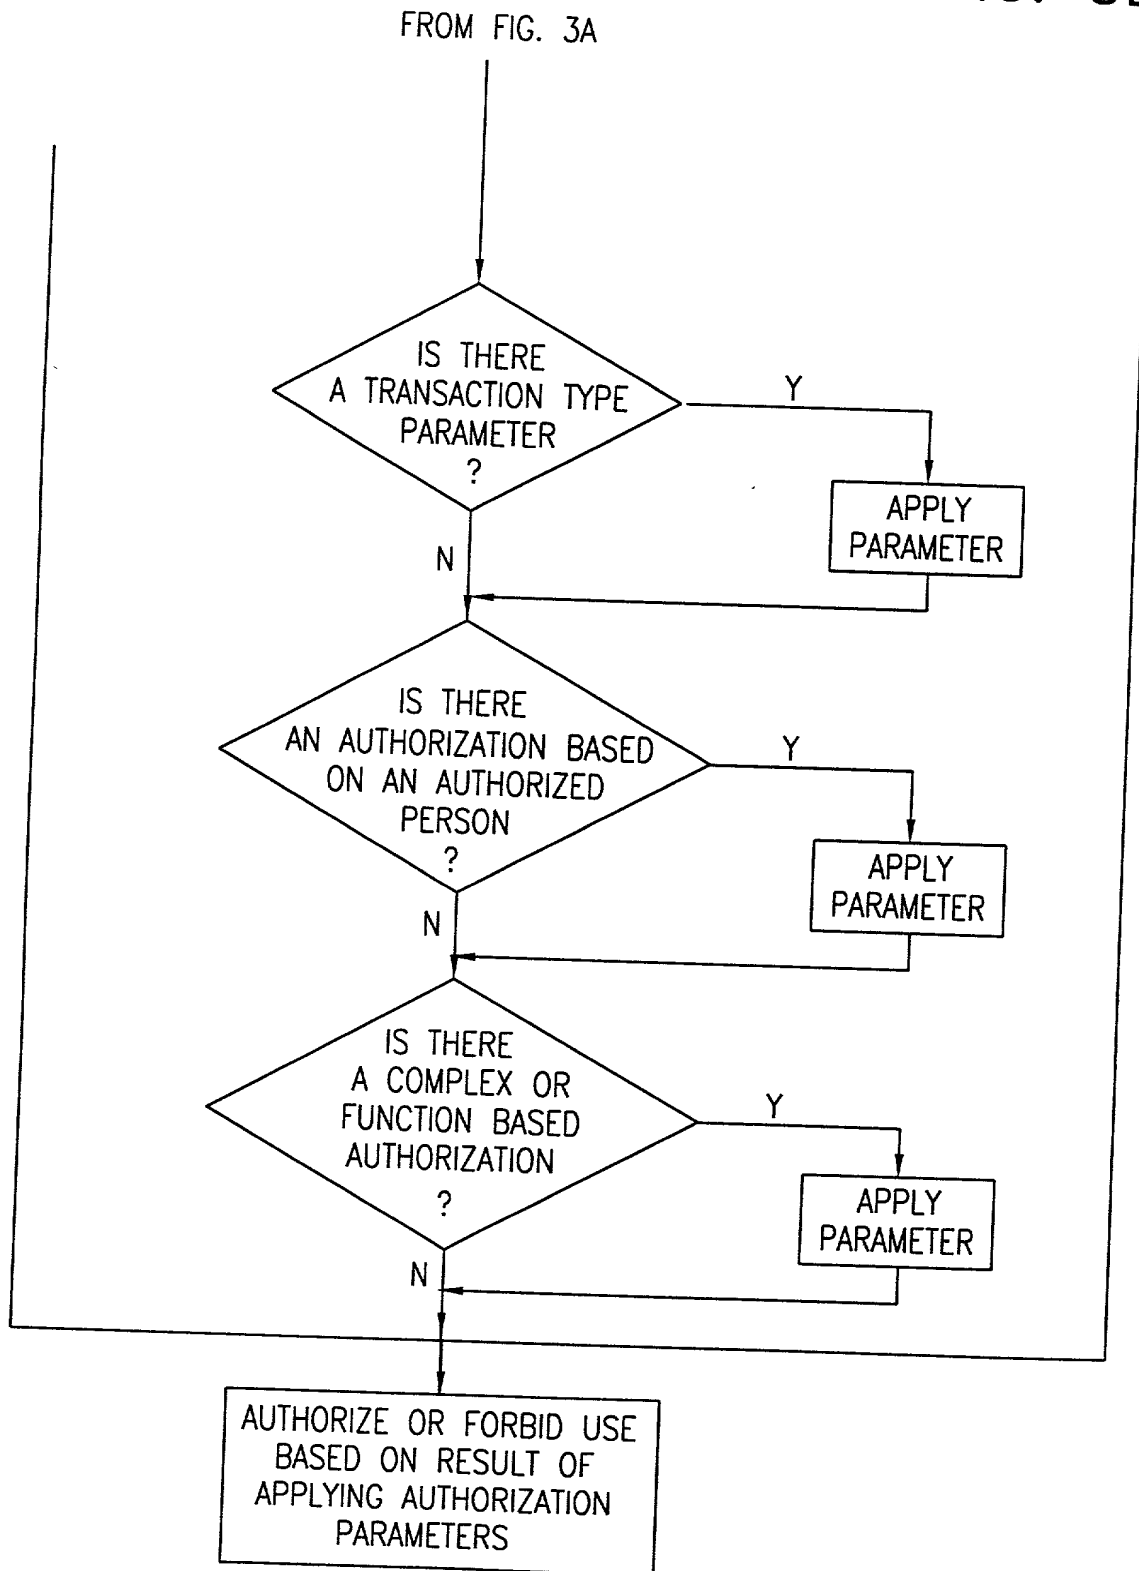 FROM FIG. 3A
IS THERE
A TRANSACTION TYPE
PARAMETER
?
Y
APPLY
PARAMETER
N
IS THERE
AN AUTHORIZATION BASED
ON AN AUTHORIZED
PERSON
?
Y
APPLY
PARAMETER
N
IS THERE
A COMPLEX OR
FUNCTION BASED
AUTHORIZATION
?
Y
APPLY
PARAMETER
N
AUTHORIZE OR FORBID USE
BASED ON RESULT OF
APPLYING AUTHORIZATION
PARAMETERS